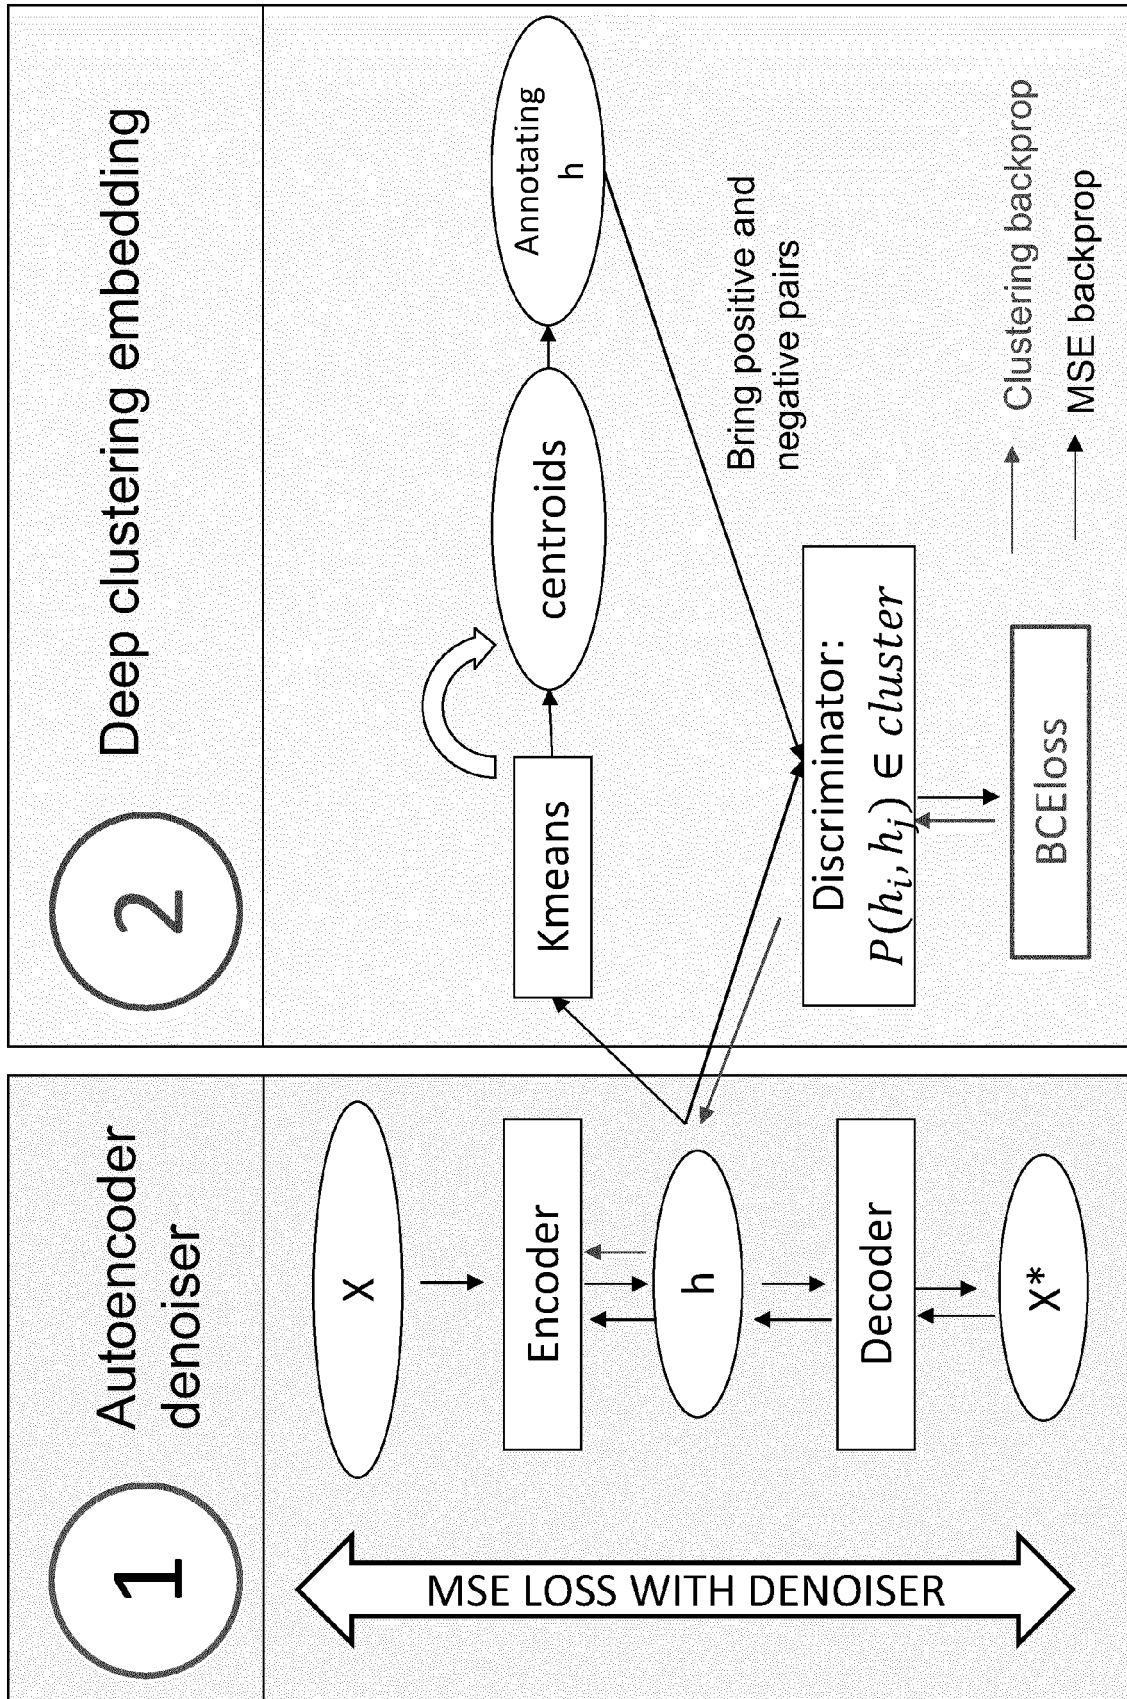 1
Autoencoder
denoiser
MSE LOSS WITH DENOISER
X
Encoder
h
Decoder
X*
2
Deep clustering embedding
Kmeans
centroids
Annotating
h
Bring positive and
negative pairs
Discriminator:
P(h_i, h_j) ∈ cluster
BCEloss
Clustering backprop
MSE backprop